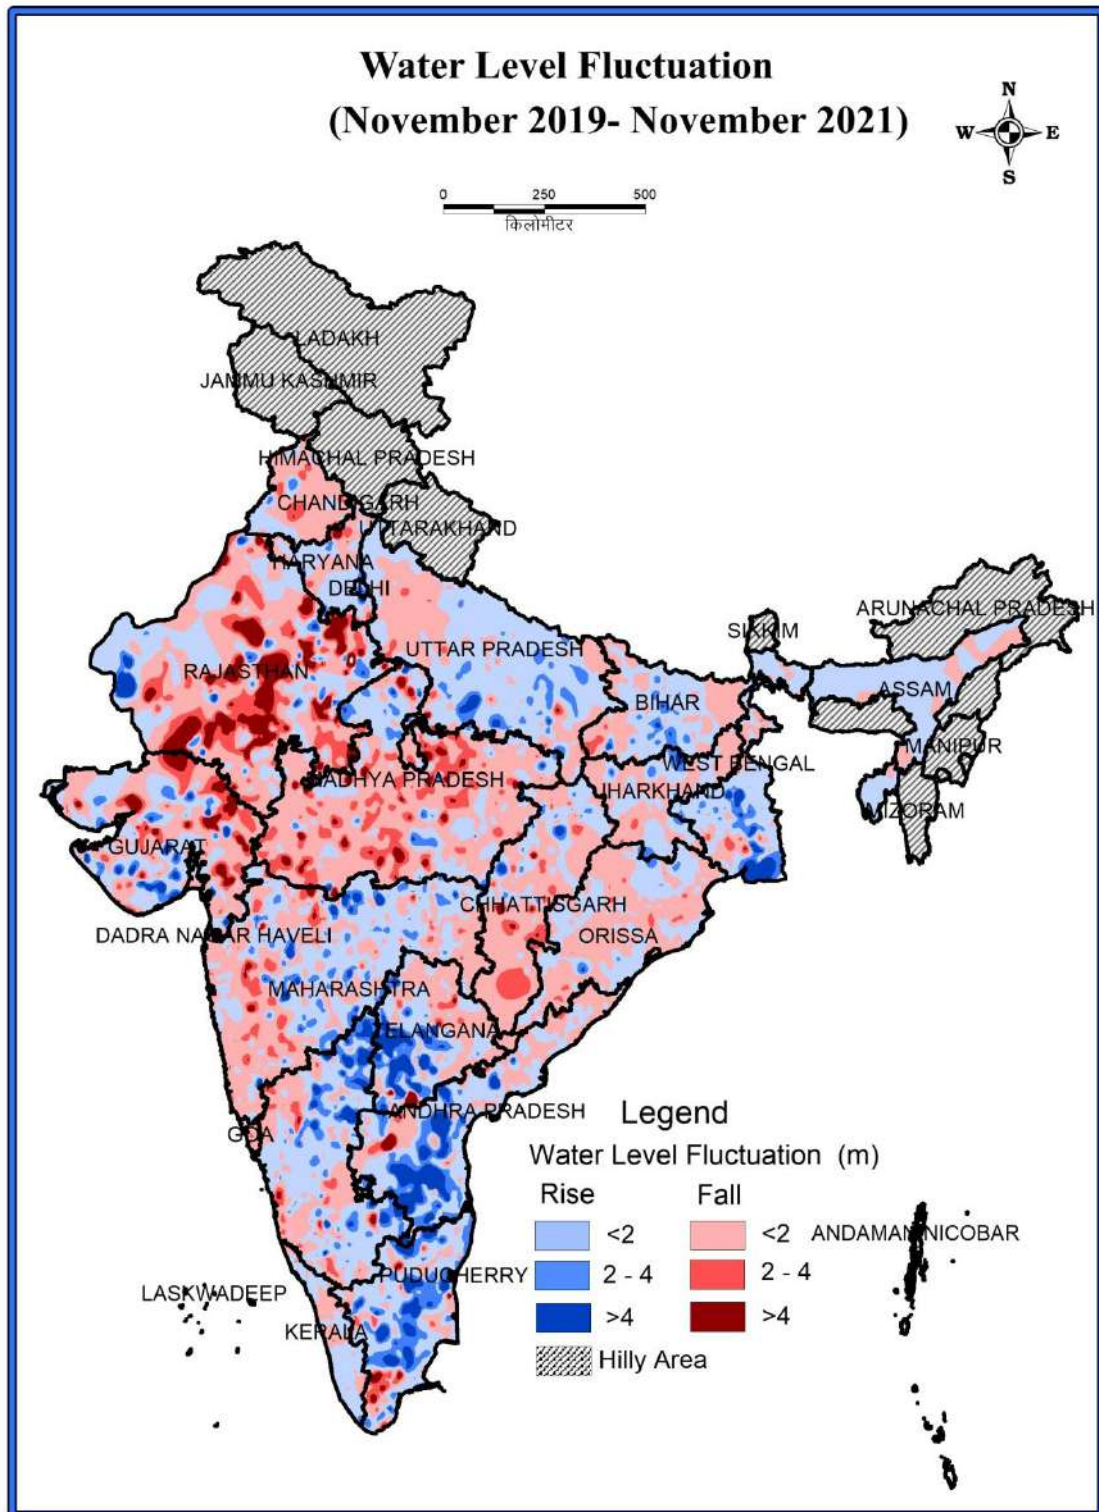 Water Level Fluctuation
(November 2019- November 2021)
N
W E
S
0 250 500
किलोमीटर
LADAKH
JAMMU KASHMIR
HIMACHAL PRADESH
CHANDIGARH
UTTARAKHAND
HARYANA
DELHI
ARUNACHAL PRADESH
SIKKIM
UTTAR PRADESH
RAJASTHAN
ASSAM
BIHAR
MANIPUR
WEST BENGAL
MADHYA PRADESH
JHARKHAND
MIZORAM
GUJARAT
CHHATTISGARH
DADRA NAGAR HAVELI
ORISSA
MAHARASHTRA
TELANGANA
ANDHRA PRADESH
GOA
Legend
Water Level Fluctuation (m)
Rise Fall
<2 <2
2 - 4 2 - 4
>4 >4
Hilly Area
ANDAMAN NICOBAR
PUDUCHERRY
LASKWADEEP
KERALA